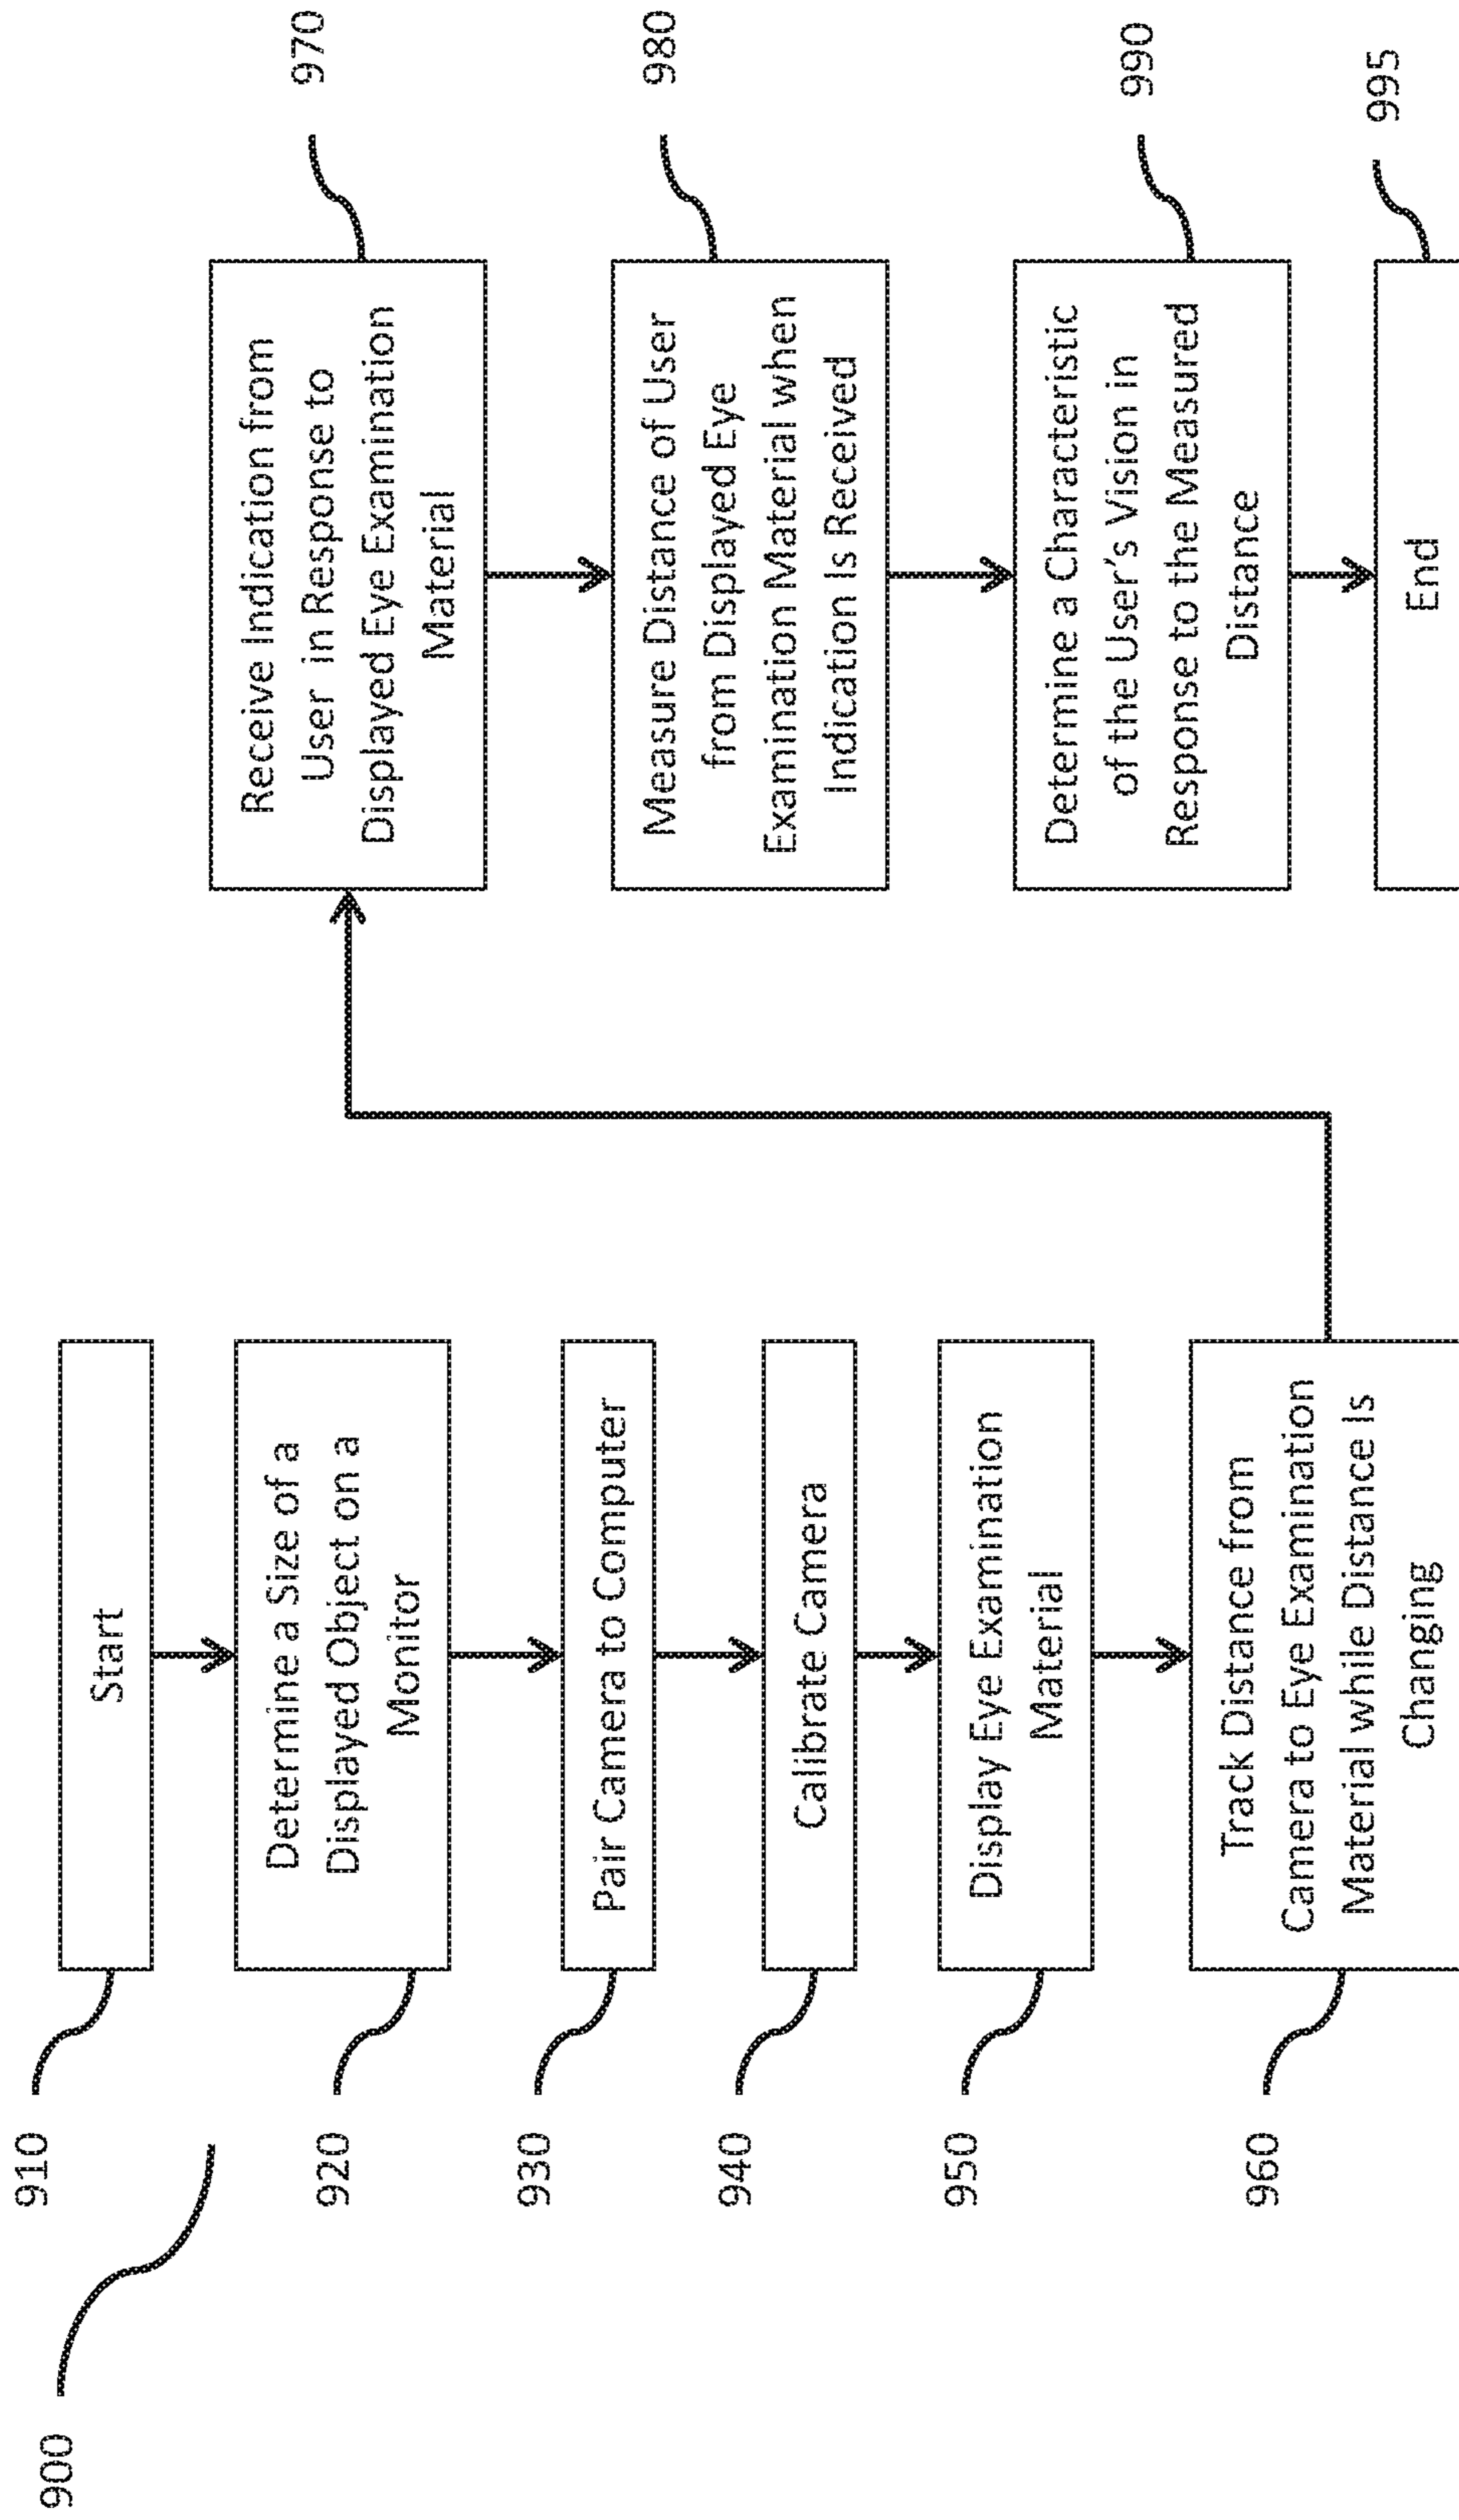 900
910
Start
920
Determine a Size of a
Displayed Object on a
Monitor
930
Pair Camera to Computer
940
Calibrate Camera
950
Display Eye Examination
Material
960
Track Distance from
Camera to Eye Examination
Material while Distance Is
Changing
970
Receive Indication from
User in Response to
Displayed Eye Examination
Material
980
Measure Distance of User
from Displayed Eye
Examination Material when
Indication Is Received
990
Determine a Characteristic
of the User's Vision in
Response to the Measured
Distance
995
End